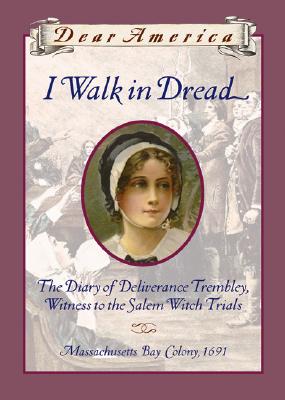 Dear America
I Walk in Dread
The Diary of Deliverance Trembley,
Witness to the Salem Witch Trials
Massachusetts Bay Colony, 1691